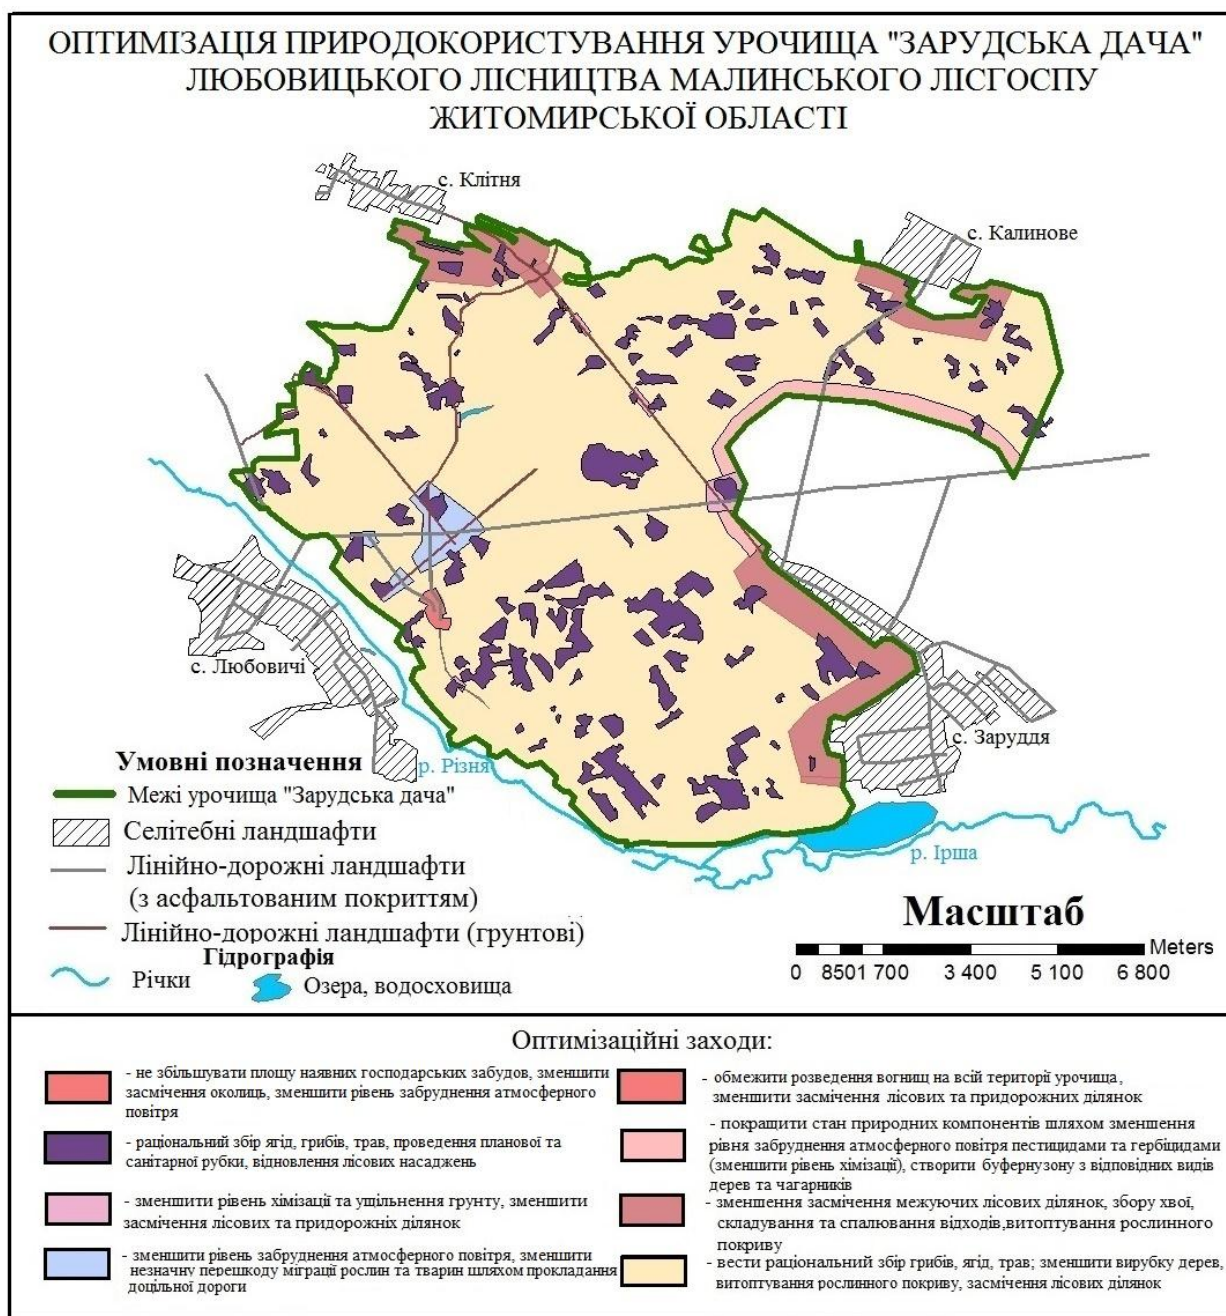 ОПТИМІЗАЦІЯ ПРИРОДОКОРИСТУВАННЯ УРОЧИЩА "ЗАРУДСЬКА ДАЧА"
ЛЮБОВИЦЬКОГО ЛІСНИЦТВА МАЛИНСЬКОГО ЛІСГОСПУ
ЖИТОМИРСЬКОЇ ОБЛАСТІ
с. Клітня
с. Калинове
с. Любовичі
с. Заруддя
р. Різня
р. Ірша
Умовні позначення
Межі урочища "Зарудська дача"
Селітебні ландшафти
Лінійно-дорожні ландшафти
(з асфальтованим покриттям)
Лінійно-дорожні ландшафти (грунтові)
Гідрографія
Річки
Озера, водосховища
Масштаб
Meters
0 850 1 700 3 400 5 100 6 800
Оптимізаційні заходи:
- не збільшувати площу наявних господарських забудов, зменшити
засмічення околиць, зменшити рівень забруднення атмосферного
повітря
- раціональний збір ягід, грибів, трав, проведення планової та
санітарної рубки, відновлення лісових насаджень
- зменшити рівень хімізації та ущільнення грунту, зменшити
засмічення лісових та придорожніх ділянок
- зменшити рівень забруднення атмосферного повітря, зменшити
незначну перешкоду міграції рослин та тварин шляхом прокладання
доцільної дороги
- обмежити розведення вогнищ на всій території урочища,
зменшити засмічення лісових та придорожних ділянок
- покращити стан природних компонентів шляхом зменшення
рівня забруднення атмосферного повітря пестицидами та гербіцидами
(зменшити рівень хімізації), створити буфернузону з відповідних видів
дерев та чагарників
- зменшення засмічення межуючих лісових ділянок, збору хвої,
складування та спалювання відходів,витоптування рослинного
покриву
- вести раціональний збір грибів, ягід, трав; зменшити вирубку дерев,
витоптування рослинного покриву, засмічення лісових ділянок